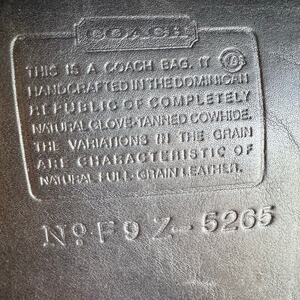 COACH
THIS IS A COACH BAG. IT
HANDCRAFTED IN THE DOMINICAN
REPUBLIC OF COMPLETELY
NATURAL GLOVE-TANNED COWHIDE.
THE VARIATIONS IN THE GRAIN
ARE CHARACTERISTIC OF
NATURAL FULL-GRAIN LEATHER.
No F9Z-5265